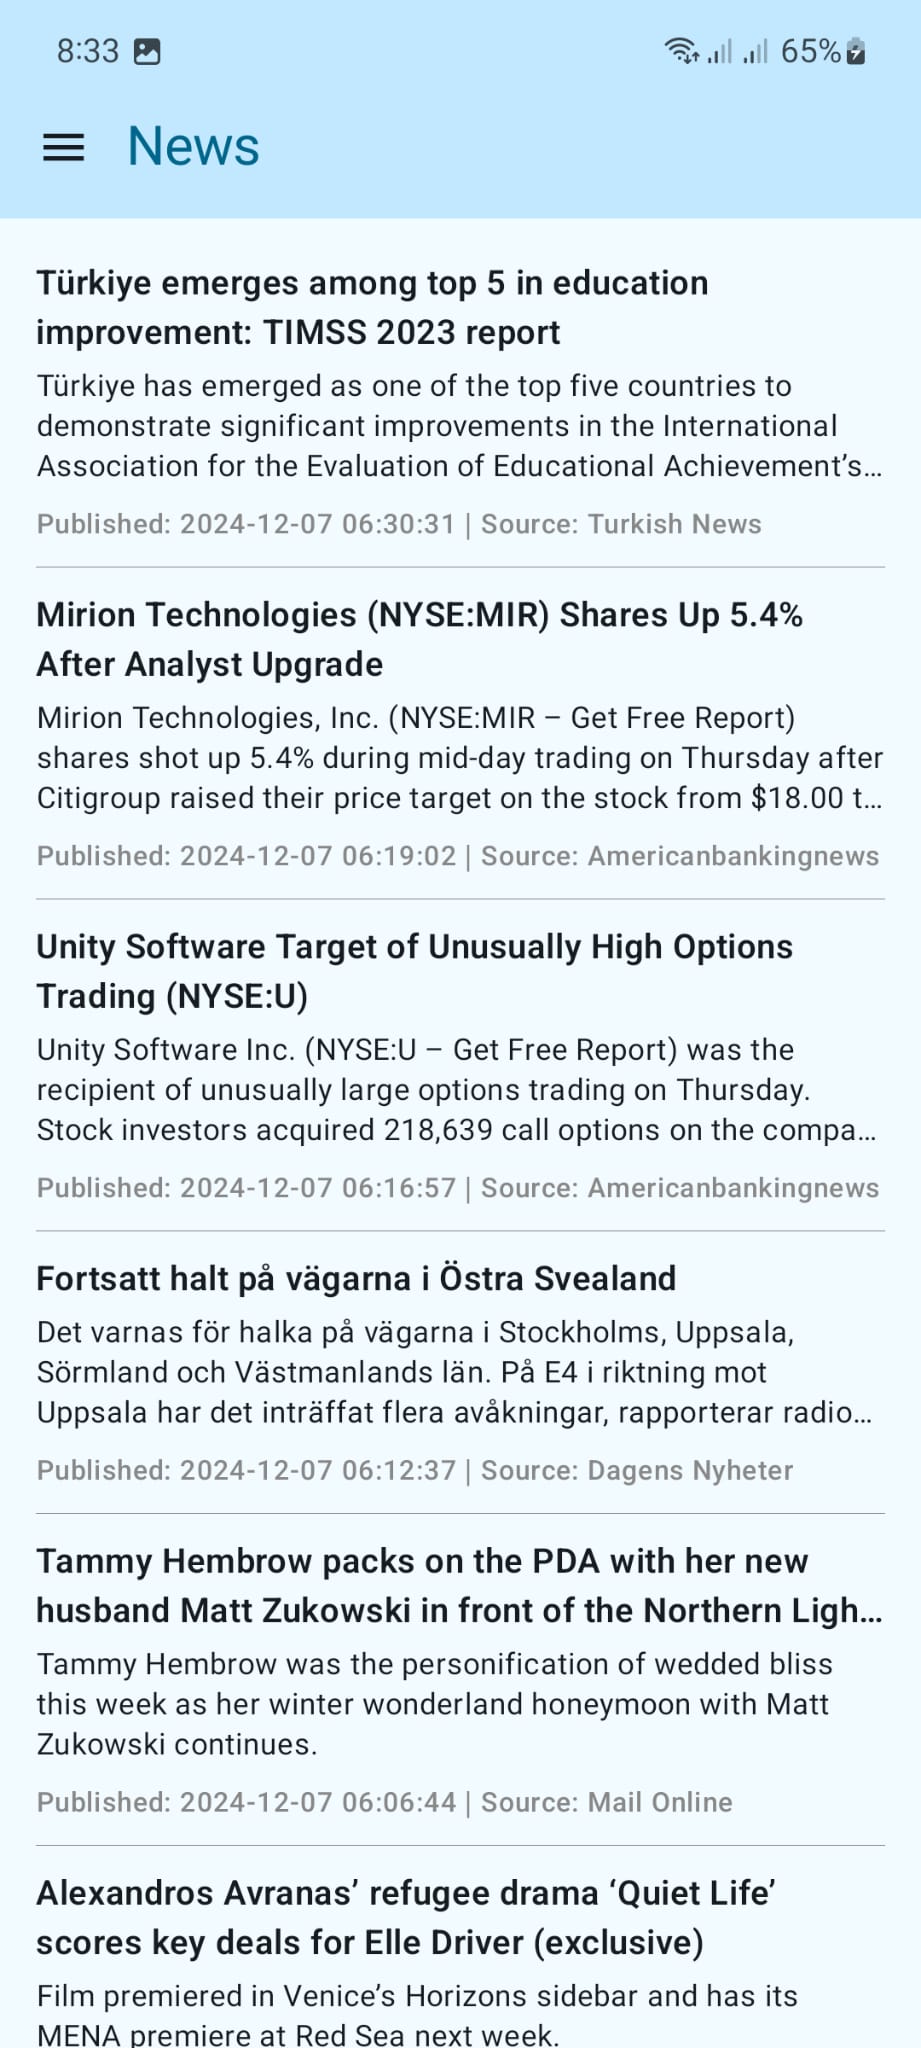 8:33
65%
News
Türkiye emerges among top 5 in education
improvement: TIMSS 2023 report
Türkiye has emerged as one of the top five countries to
demonstrate significant improvements in the International
Association for the Evaluation of Educational Achievement’s…
Published: 2024-12-07 06:30:31 | Source: Turkish News
Mirion Technologies (NYSE:MIR) Shares Up 5.4%
After Analyst Upgrade
Mirion Technologies, Inc. (NYSE:MIR – Get Free Report)
shares shot up 5.4% during mid-day trading on Thursday after
Citigroup raised their price target on the stock from $18.00 t…
Published: 2024-12-07 06:19:02 | Source: Americanbankingnews
Unity Software Target of Unusually High Options
Trading (NYSE:U)
Unity Software Inc. (NYSE:U – Get Free Report) was the
recipient of unusually large options trading on Thursday.
Stock investors acquired 218,639 call options on the compa…
Published: 2024-12-07 06:16:57 | Source: Americanbankingnews
Fortsatt halt på vägarna i Östra Svealand
Det varnas för halka på vägarna i Stockholms, Uppsala,
Sörmland och Västmanlands län. På E4 i riktning mot
Uppsala har det inträffat flera avåkningar, rapporterar radio…
Published: 2024-12-07 06:12:37 | Source: Dagens Nyheter
Tammy Hembrow packs on the PDA with her new
husband Matt Zukowski in front of the Northern Ligh…
Tammy Hembrow was the personification of wedded bliss
this week as her winter wonderland honeymoon with Matt
Zukowski continues.
Published: 2024-12-07 06:06:44 | Source: Mail Online
Alexandros Avranas’ refugee drama ‘Quiet Life’
scores key deals for Elle Driver (exclusive)
Film premiered in Venice’s Horizons sidebar and has its
MENA premiere at Red Sea next week.